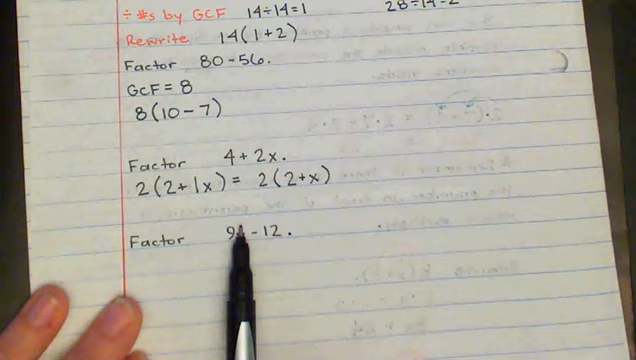 ÷ #s by GCF 14÷14=1 28÷14=2
Rewrite 14(1+2)
Factor 80-56.
GCF = 8
8(10-7)
Factor 4+2x.
2(2+1x) = 2(2+x)
Factor 9 -12.